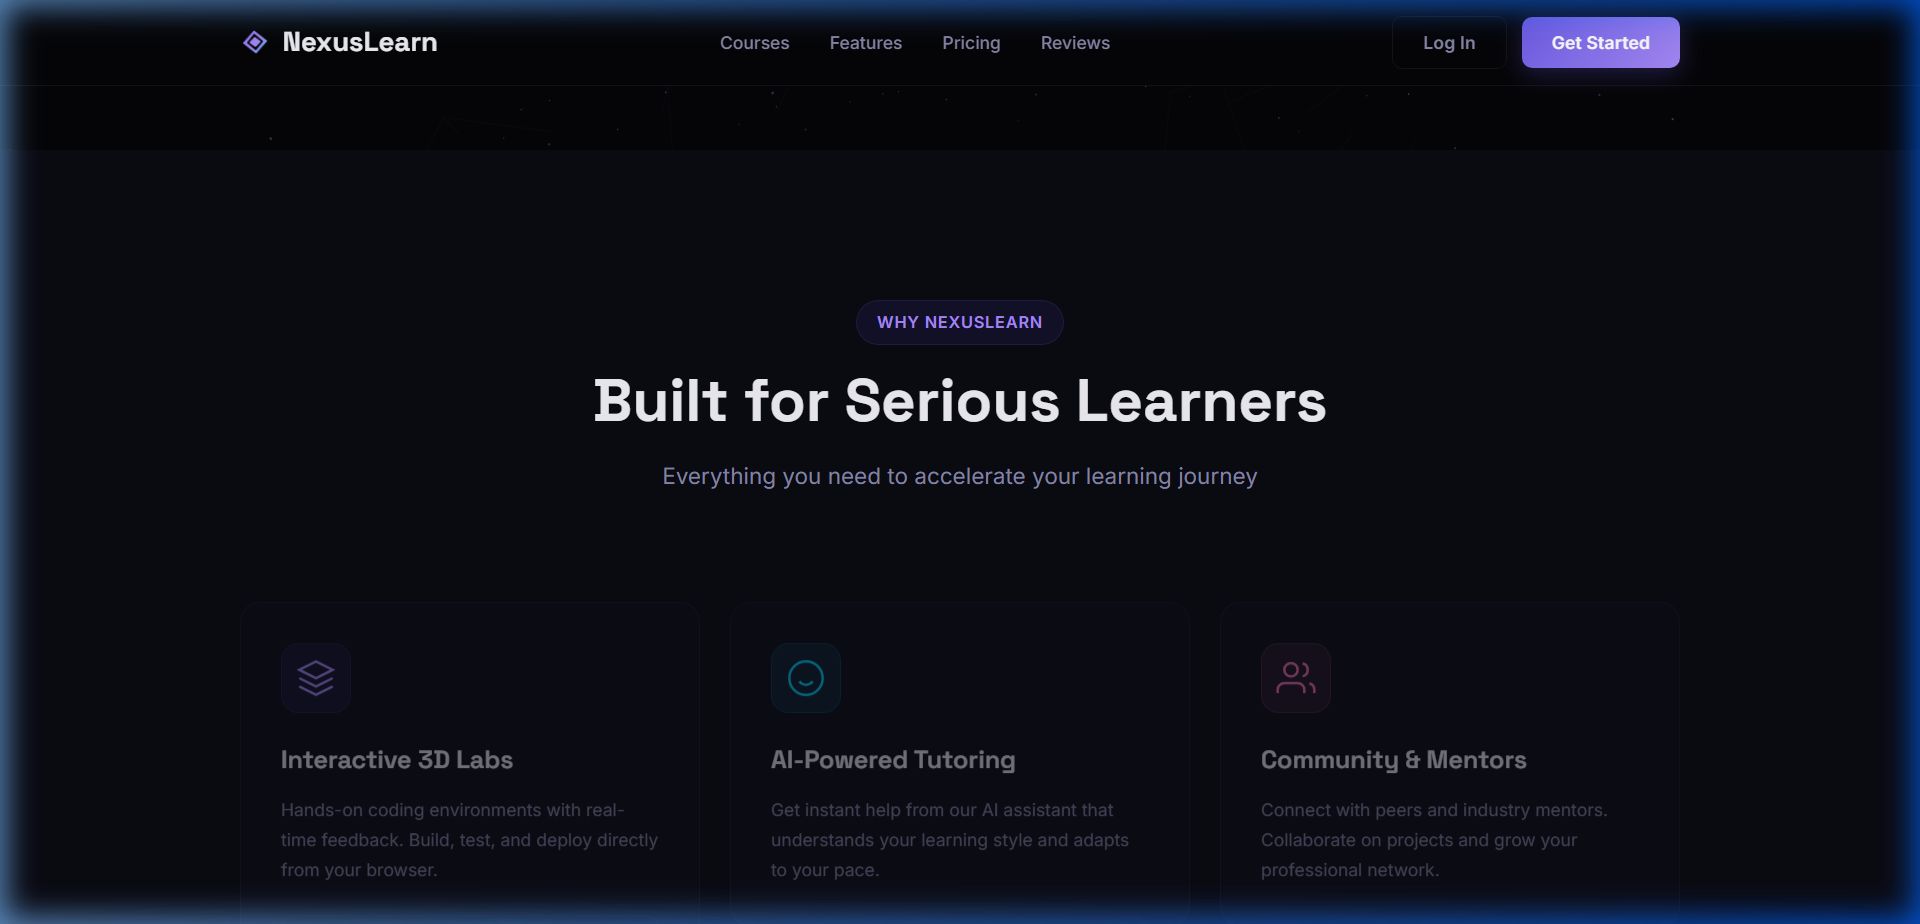 NexusLearn
Courses
Features
Pricing
Reviews
Log In
Get Started
WHY NEXUSLEARN
Built for Serious Learners
Everything you need to accelerate your learning journey
Interactive 3D Labs
Hands-on coding environments with real-
time feedback. Build, test, and deploy directly
from your browser.
AI-Powered Tutoring
Get instant help from our AI assistant that
understands your learning style and adapts
to your pace.
Community & Mentors
Connect with peers and industry mentors.
Collaborate on projects and grow your
professional network.